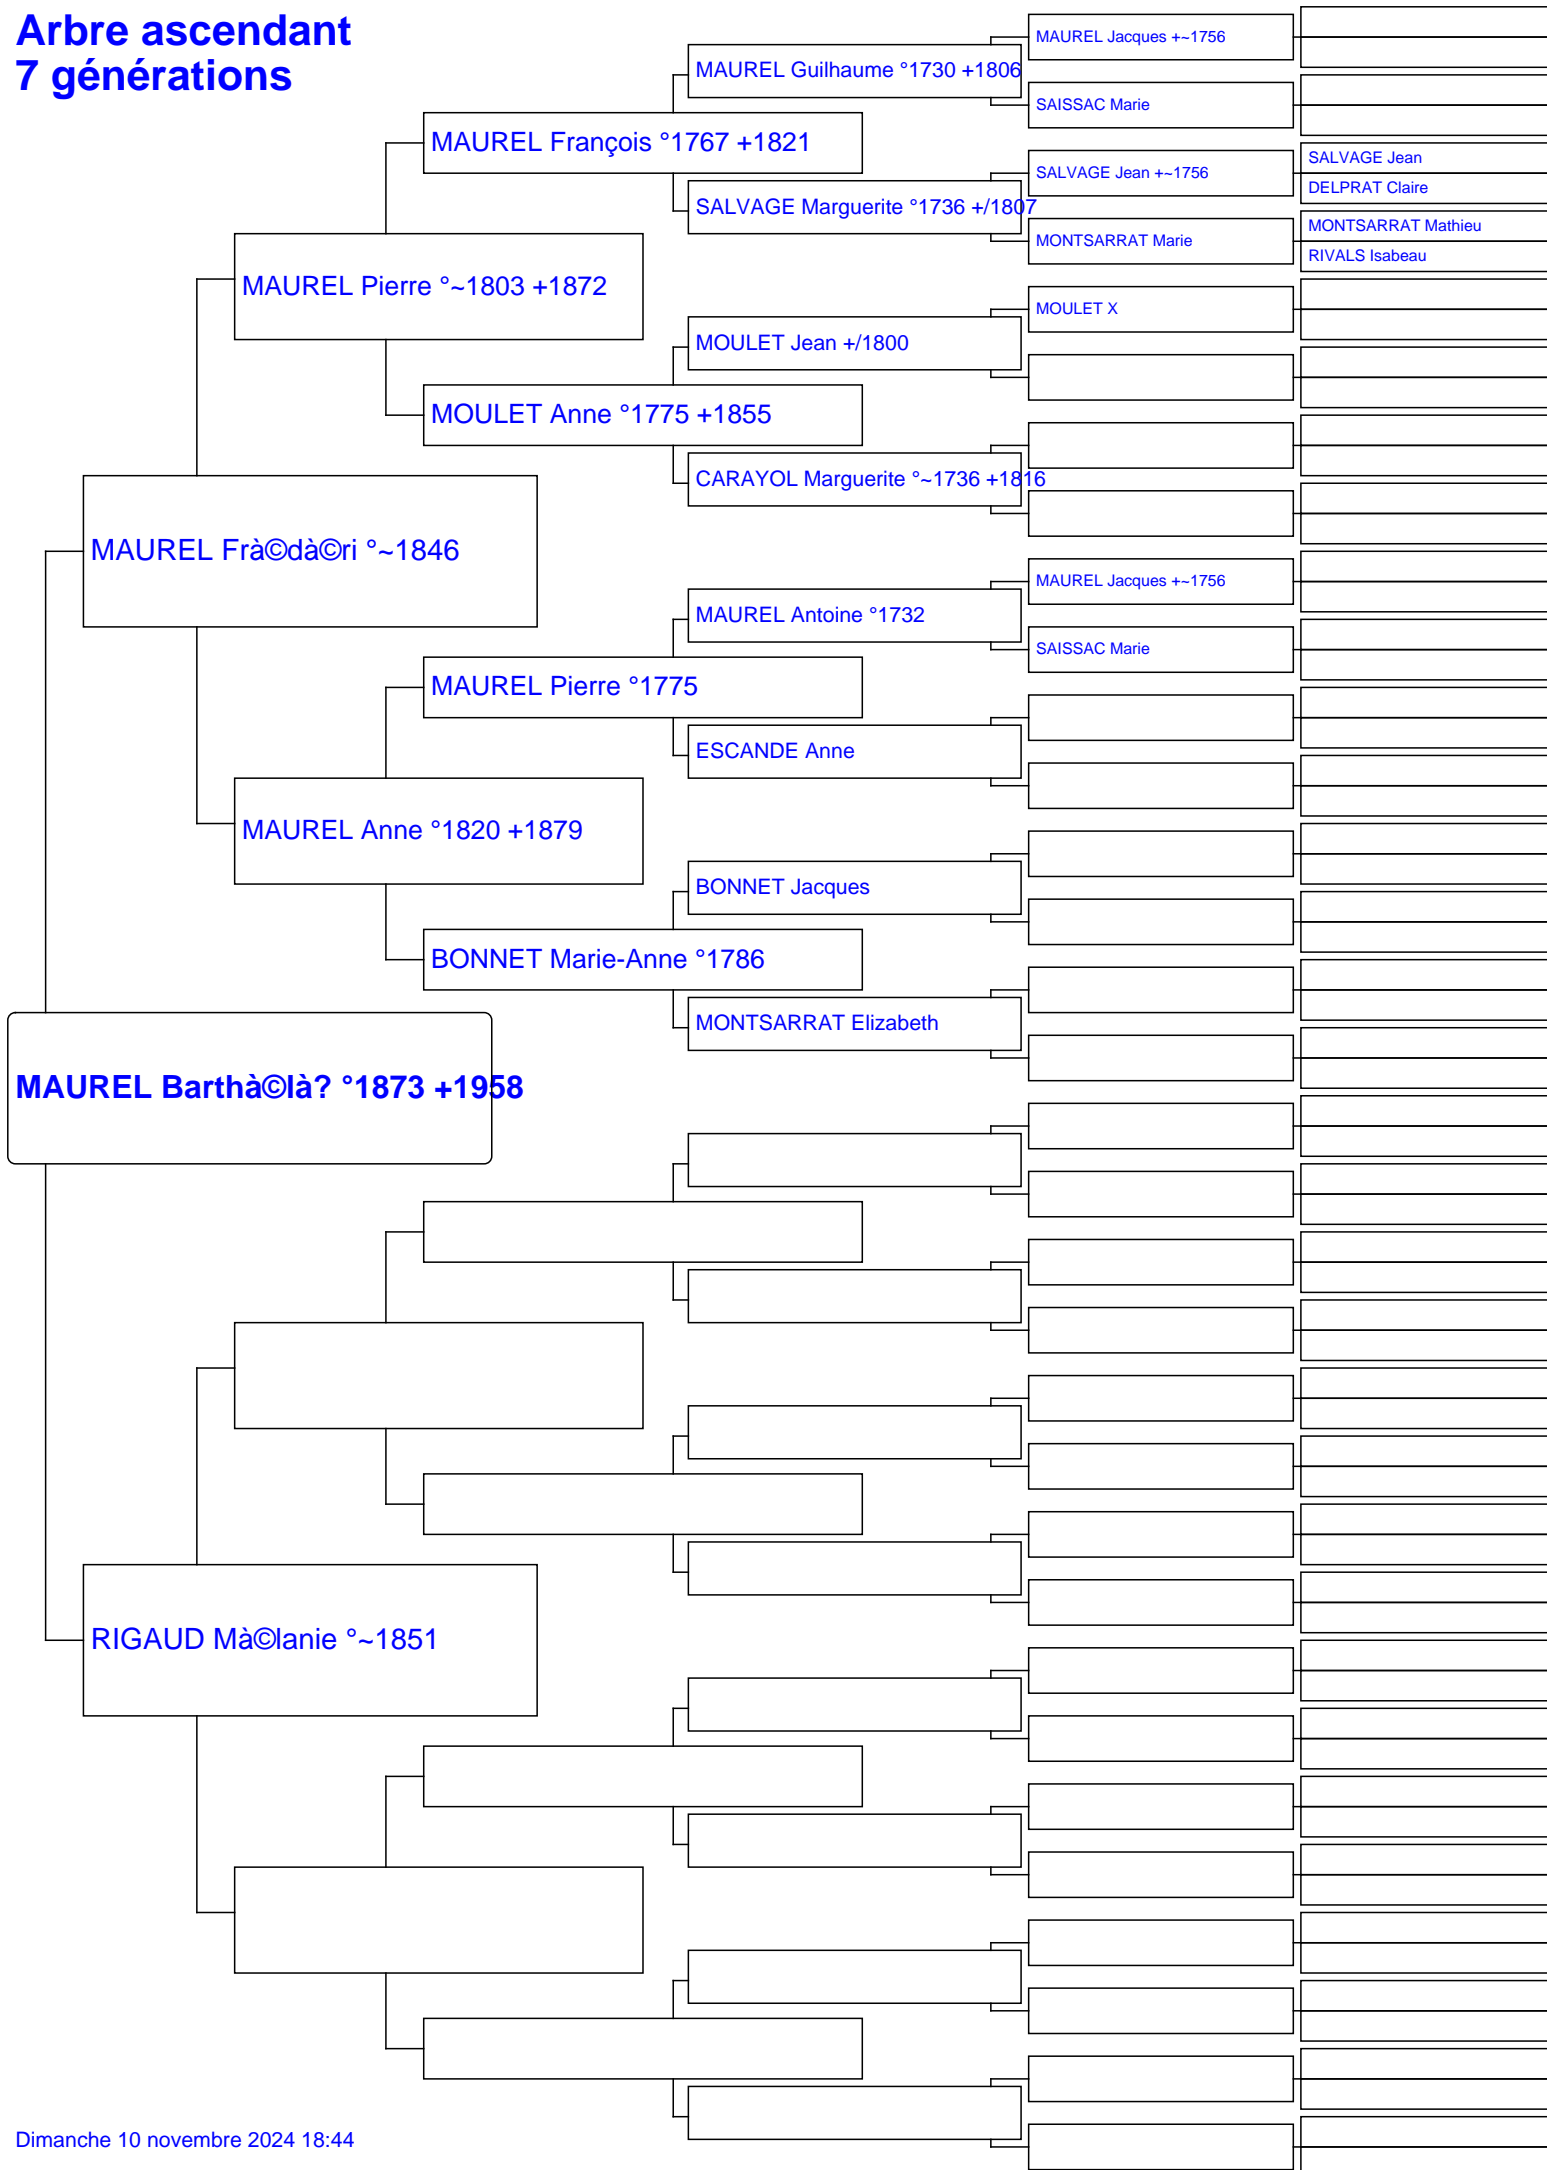 Arbre ascendant
7 générations
MAUREL Jacques +~1756
MAUREL Guilhaume °1730 +1806
SAISSAC Marie
MAUREL François °1767 +1821
SALVAGE Jean
SALVAGE Jean +~1756
DELPRAT Claire
SALVAGE Marguerite °1736 +/1807
MONTSARRAT Mathieu
MONTSARRAT Marie
RIVALS Isabeau
MAUREL Pierre °~1803 +1872
MOULET X
MOULET Jean +/1800
MOULET Anne °1775 +1855
CARAYOL Marguerite °~1736 +1816
MAUREL Frà©dà©ri °~1846
MAUREL Jacques +~1756
MAUREL Antoine °1732
SAISSAC Marie
MAUREL Pierre °1775
ESCANDE Anne
MAUREL Anne °1820 +1879
BONNET Jacques
BONNET Marie-Anne °1786
MONTSARRAT Elizabeth
MAUREL Barthà©là? °1873 +1958
RIGAUD Mà©lanie °~1851
Dimanche 10 novembre 2024 18:44